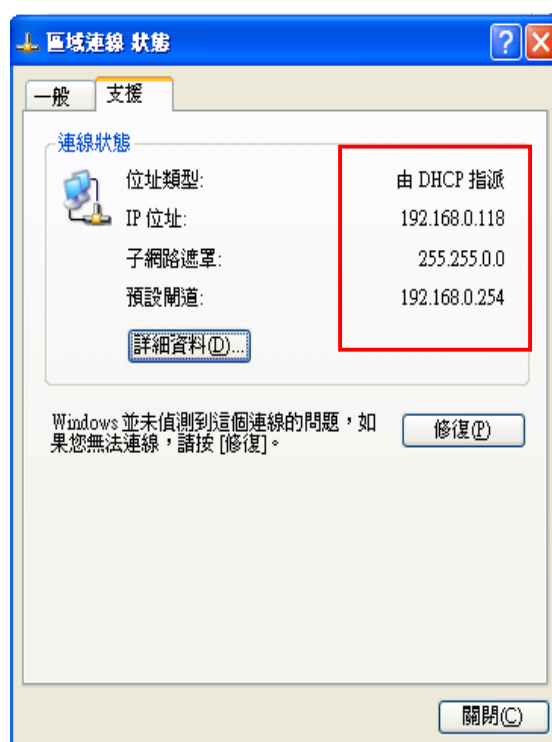 區域連線 狀態
一般 支援
連線狀態
位址類型: 由 DHCP 指派
IP 位址: 192.168.0.118
子網路遮罩: 255.255.0.0
預設閘道: 192.168.0.254
詳細資料(D)...
Windows 並未偵測到這個連線的問題，如
果您無法連線，請按 [修復]。
修復(P)
關閉(C)